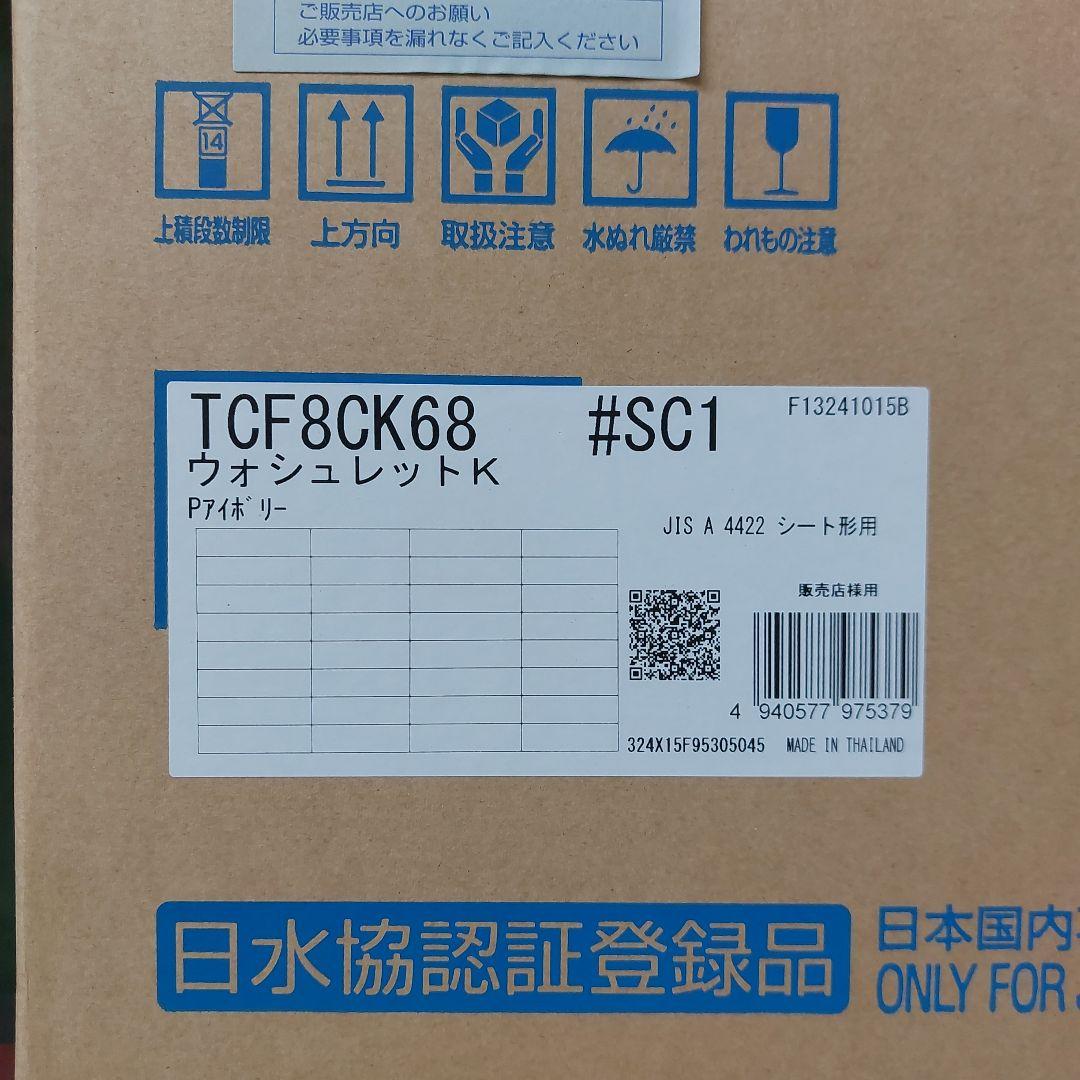 ご販売店へのお願い
必要事項を漏れなくご記入ください
14
上積段数制限
上方向
取扱注意
水ぬれ厳禁
われもの注意
TCF8CK68 #SC1
F13241015B
ウォシュレットK
Pアイボリー
JIS A 4422 シート形用
販売店様用
4 940577 975379
324X15F95305045 MADE IN THAILAND
日水協認証登録品
日本国内
ONLY FOR